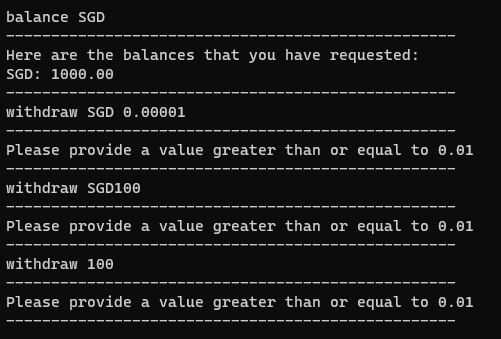 balance SGD
--------------------------------------------------
Here are the balances that you have requested:
SGD: 1000.00
--------------------------------------------------
withdraw SGD 0.00001
--------------------------------------------------
Please provide a value greater than or equal to 0.01
--------------------------------------------------
withdraw SGD100
--------------------------------------------------
Please provide a value greater than or equal to 0.01
--------------------------------------------------
withdraw 100
--------------------------------------------------
Please provide a value greater than or equal to 0.01
--------------------------------------------------